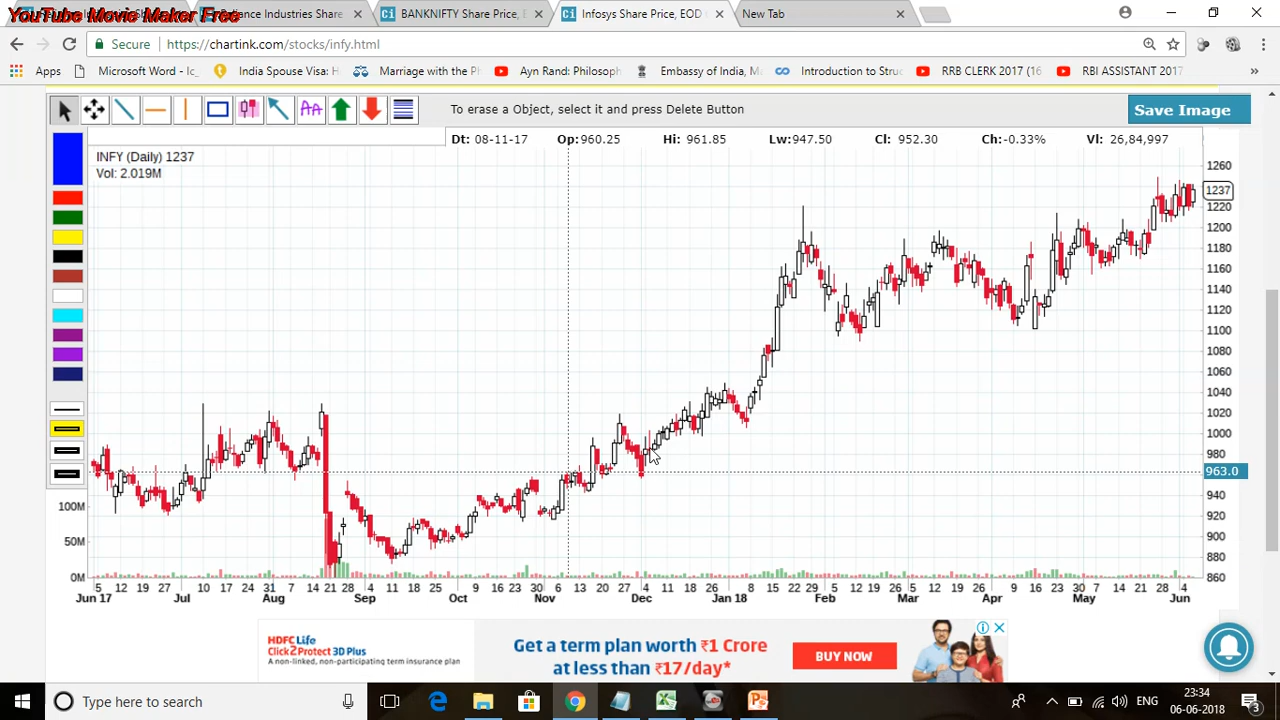 YouTube Movie Maker Free
iance Industries Share
BANKNIFTY Share Price, E
Infosys Share Price, EOD
New Tab
Secure
https://chartink.com/stocks/infy.html
Apps
Microsoft Word - Ic_
India Spouse Visa: H
Marriage with the Ph
Ayn Rand: Philosoph
Embassy of India, M
Introduction to Struc
RRB CLERK 2017 (16
RBI ASSISTANT 2017
»
To erase a Object, select it and press Delete Button
Save Image
Dt: 08-11-17 Op:960.25 Hi: 961.85 Lw:947.50 Cl: 952.30 Ch:-0.33% Vl: 26,84,997
INFY (Daily) 1237
Vol: 2.019M
1260
1237
1220
1200
1180
1160
1140
1120
1100
1080
1060
1040
1020
1000
980
963.0
940
920
900
880
860
100M
50M
0M
5 12 19 27 10 17 24 31 7 14 21 28 4 11 18 25 9 16 23 30 6 13 20 27 4 11 18 26 8 15 22 29 5 12 19 26 5 12 19 26 9 16 23 30 7 14 21 28 4
Jun 17 Jul Aug Sep Oct Nov Dec Jan 18 Feb Mar Apr May Jun
HDFC Life
Click2Protect 3D Plus
A non-linked, non-participating term insurance plan
Get a term plan worth ₹1 Crore
at less than ₹17/day*
BUY NOW
Type here to search
ENG
23:34
06-06-2018
3